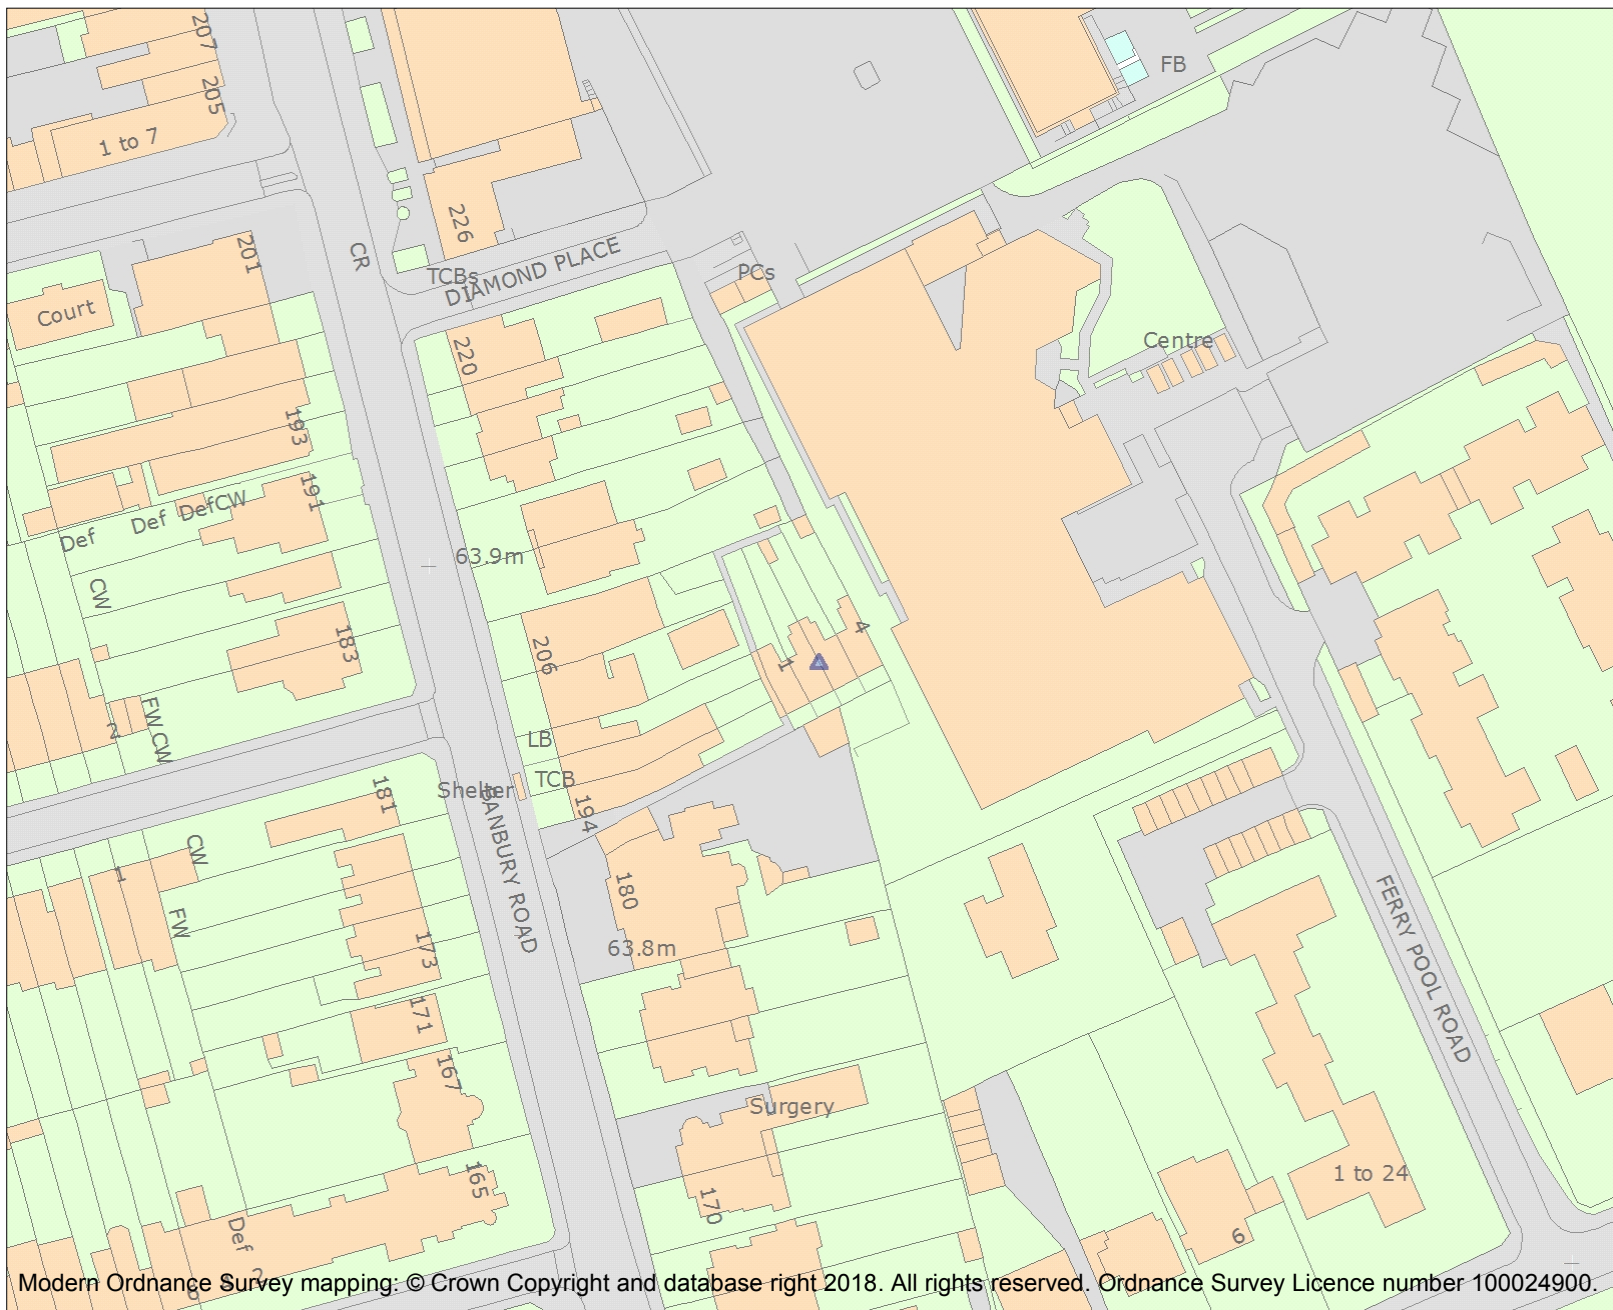 207
205
1 to 7
FB
226
201
CR
TCBs
DIAMOND PLACE
PCs
Court
220
Centre
193
191
DefCW
Def
Def
63.9m
CW
183
206
4
1
2
FW
CW
LB
TCB
Shelter
181
194
BANBURY ROAD
CW
1
180
FW
173
63.8m
FERRY POOL ROAD
171
167
Surgery
165
170
1 to 24
Def
6
2
Modern Ordnance Survey mapping: © Crown Copyright and database right 2018. All rights reserved. Ordnance Survey Licence number 100024900.